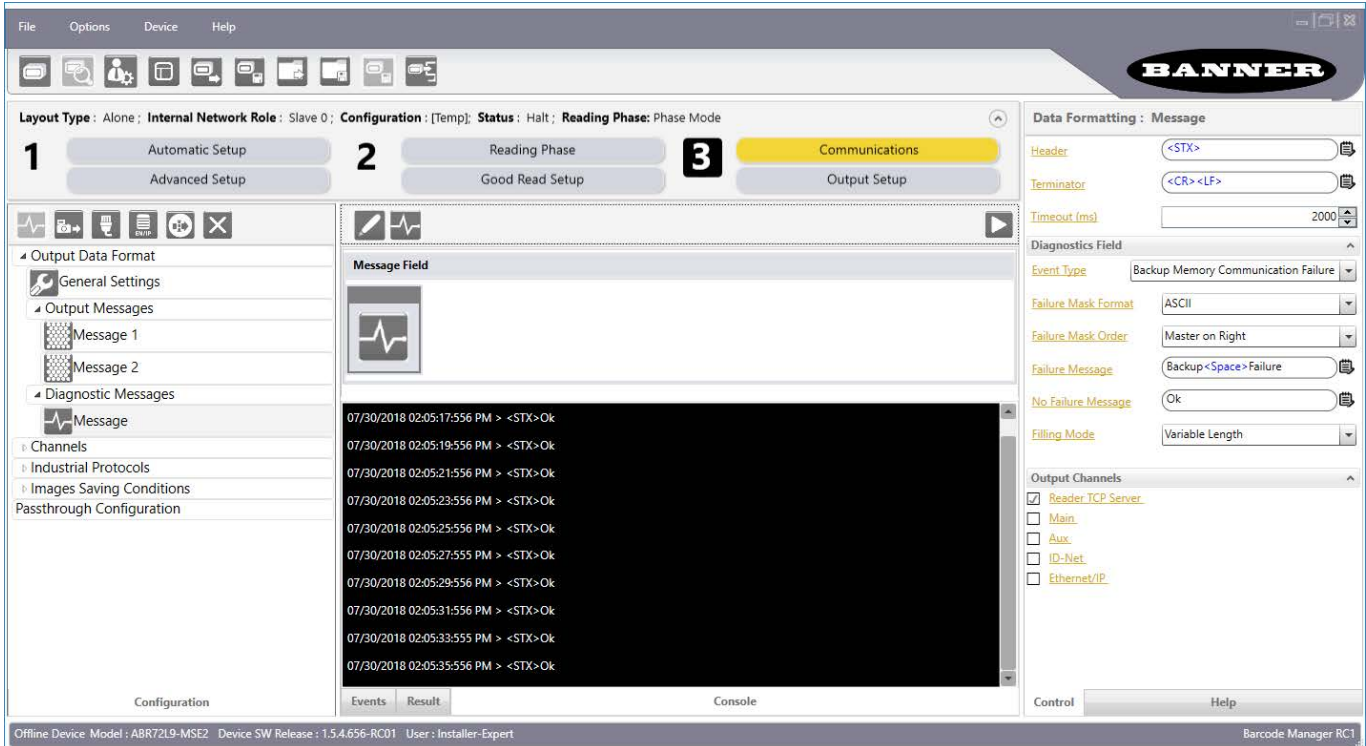 File Options Device Help
BANNER
EN/IP
Layout Type : Alone ; Internal Network Role : Slave 0 ; Configuration : [Temp]; Status : Halt ; Reading Phase: Phase Mode
1 Automatic Setup 2 Reading Phase 3 Communications
Advanced Setup Good Read Setup Output Setup
Output Data Format
General Settings
Output Messages
Message 1
Message 2
Diagnostic Messages
Message
Channels
Industrial Protocols
Images Saving Conditions
Passthrough Configuration
Configuration
Message Field
07/30/2018 02:05:17:556 PM > <STX>Ok
07/30/2018 02:05:19:556 PM > <STX>Ok
07/30/2018 02:05:21:556 PM > <STX>Ok
07/30/2018 02:05:23:556 PM > <STX>Ok
07/30/2018 02:05:25:556 PM > <STX>Ok
07/30/2018 02:05:27:555 PM > <STX>Ok
07/30/2018 02:05:29:556 PM > <STX>Ok
07/30/2018 02:05:31:556 PM > <STX>Ok
07/30/2018 02:05:33:555 PM > <STX>Ok
07/30/2018 02:05:35:556 PM > <STX>Ok
Events Result Console
Data Formatting : Message
Header <STX>
Terminator <CR><LF>
Timeout (ms) 2000
Diagnostics Field
Event Type Backup Memory Communication Failure
Failure Mask Format ASCII
Failure Mask Order Master on Right
Failure Message Backup<Space>Failure
No Failure Message Ok
Filling Mode Variable Length
Output Channels
Reader TCP Server
Main
Aux
ID-Net
Ethernet/IP
Control Help
Offline Device Model : ABR72L9-MSE2 Device SW Release : 1.5.4.656-RC01 User : Installer-Expert Barcode Manager RC1